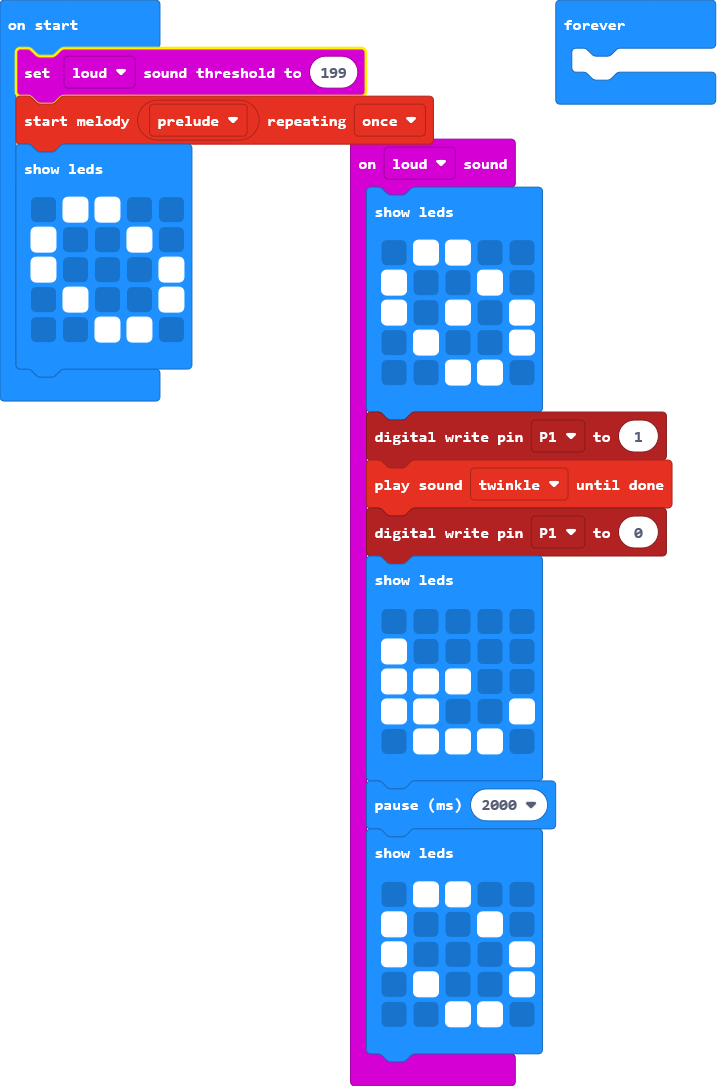 on start
set loud sound threshold to 199
start melody prelude repeating once
show leds
forever
on loud sound
show leds
digital write pin P1 to 1
play sound twinkle until done
digital write pin P1 to 0
show leds
pause (ms) 2000
show leds